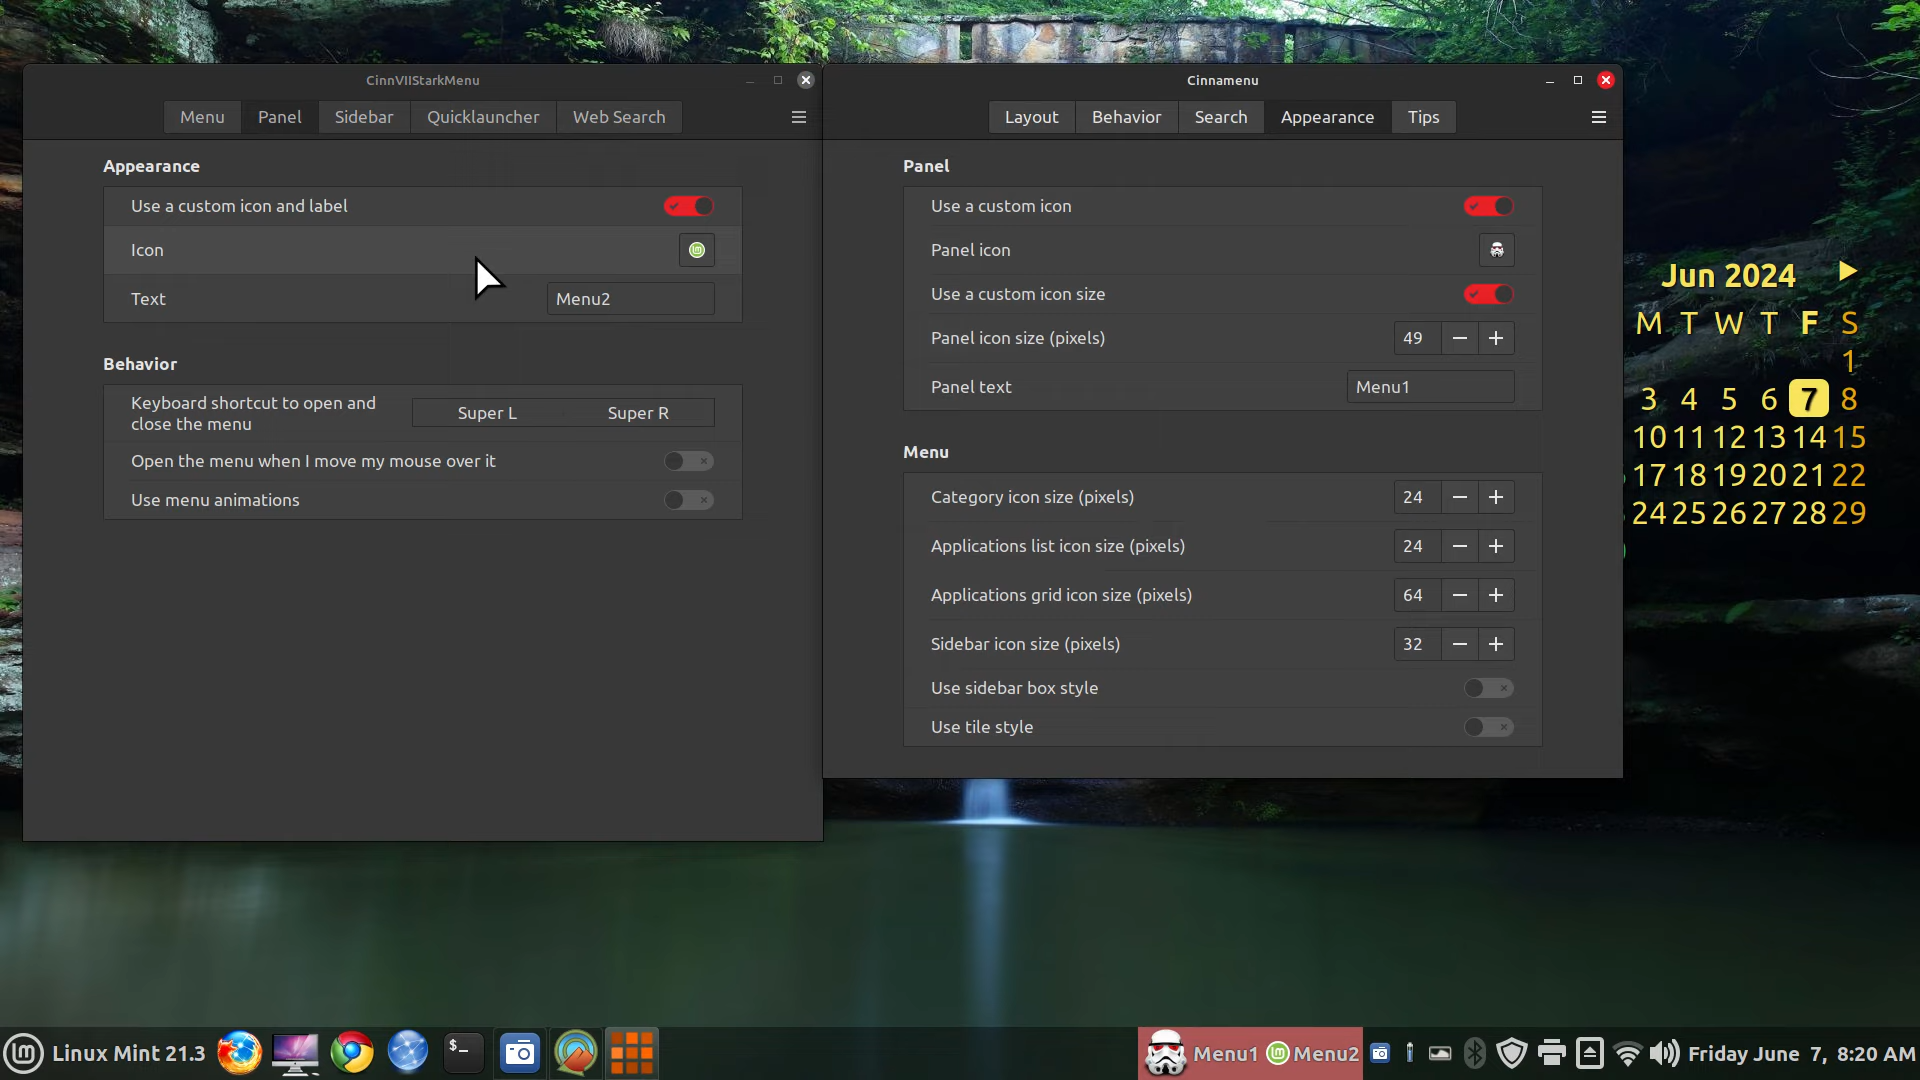 CinnVIIStarkMenu
Menu Panel Sidebar Quicklauncher Web Search
Appearance
Use a custom icon and label
Icon
Text Menu2
Behavior
Keyboard shortcut to open and
close the menu
Super L Super R
Open the menu when I move my mouse over it
Use menu animations
Cinnamenu
Layout Behavior Search Appearance Tips
Panel
Use a custom icon
Panel icon
Use a custom icon size
Panel icon size (pixels) 49
Panel text Menu1
Menu
Category icon size (pixels) 24
Applications list icon size (pixels) 24
Applications grid icon size (pixels) 64
Sidebar icon size (pixels) 32
Use sidebar box style
Use tile style
Jun 2024
M T W T F S
1
3 4 5 6 7 8
10 11 12 13 14 15
17 18 19 20 21 22
24 25 26 27 28 29
Linux Mint 21.3 Menu1 Menu2 Friday June 7, 8:20 AM